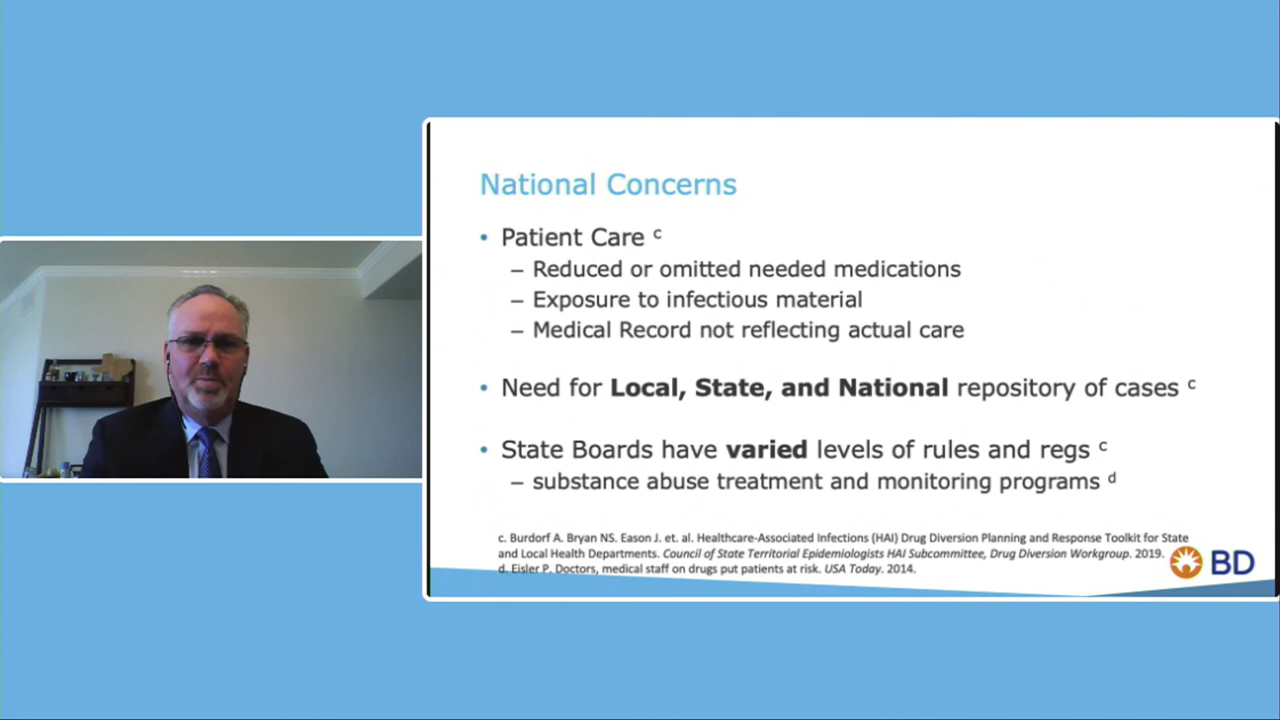 National Concerns
• Patient Care c
– Reduced or omitted needed medications
– Exposure to infectious material
– Medical Record not reflecting actual care
• Need for Local, State, and National repository of cases c
• State Boards have varied levels of rules and regs c
– substance abuse treatment and monitoring programs d
c. Burdorf A. Bryan NS. Eason J. et. al. Healthcare-Associated Infections (HAI) Drug Diversion Planning and Response Toolkit for State
and Local Health Departments. Council of State Territorial Epidemiologists HAI Subcommittee, Drug Diversion Workgroup. 2019.
d. Eisler P. Doctors, medical staff on drugs put patients at risk. USA Today. 2014.
BD